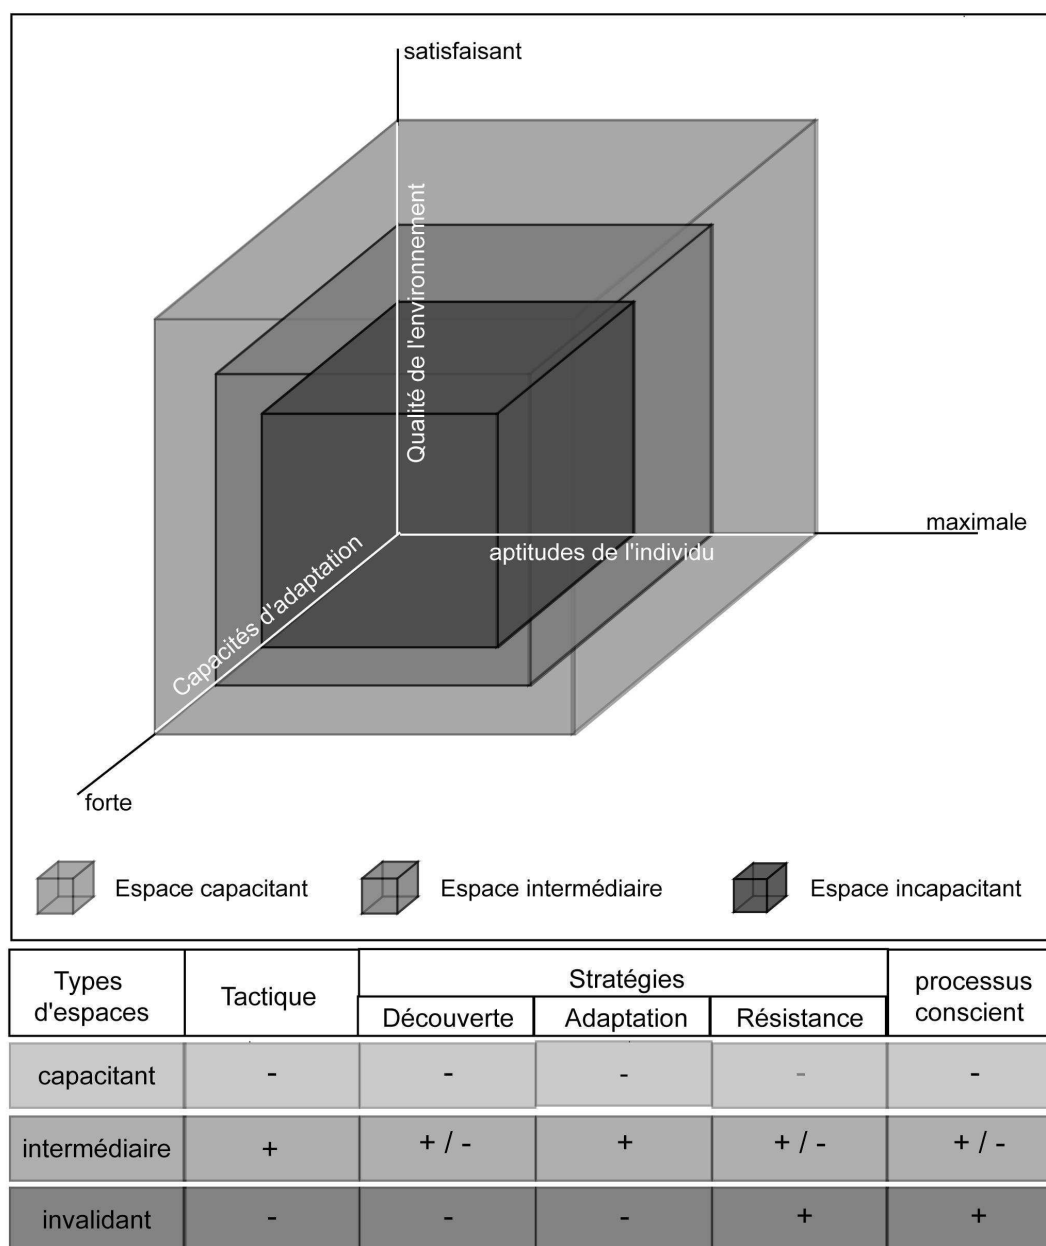 satisfaisant
Qualité de l'environnement
maximale
aptitudes de l'individu
Capacités d'adaptation
forte
Espace capacitant
Espace intermédiaire
Espace incapacitant
Types d'espaces
Tactique
Stratégies
processus conscient
Découverte
Adaptation
Résistance
capacitant - - - - -
intermédiaire + + / - + + / - + / -
invalidant - - - + +